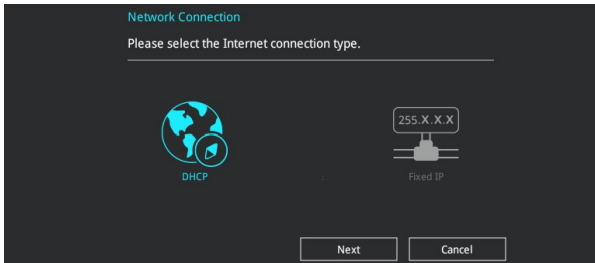 Network Connection
Please select the Internet connection type.
255.X.X.X
DHCP
Fixed IP
Next
Cancel